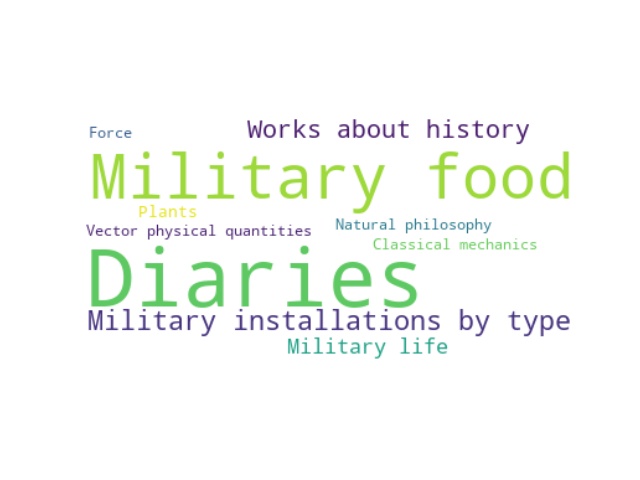 Force
Works about history
Military food
Plants
Natural philosophy
Vector physical quantities
Classical mechanics
Diaries
Military installations by type
Military life